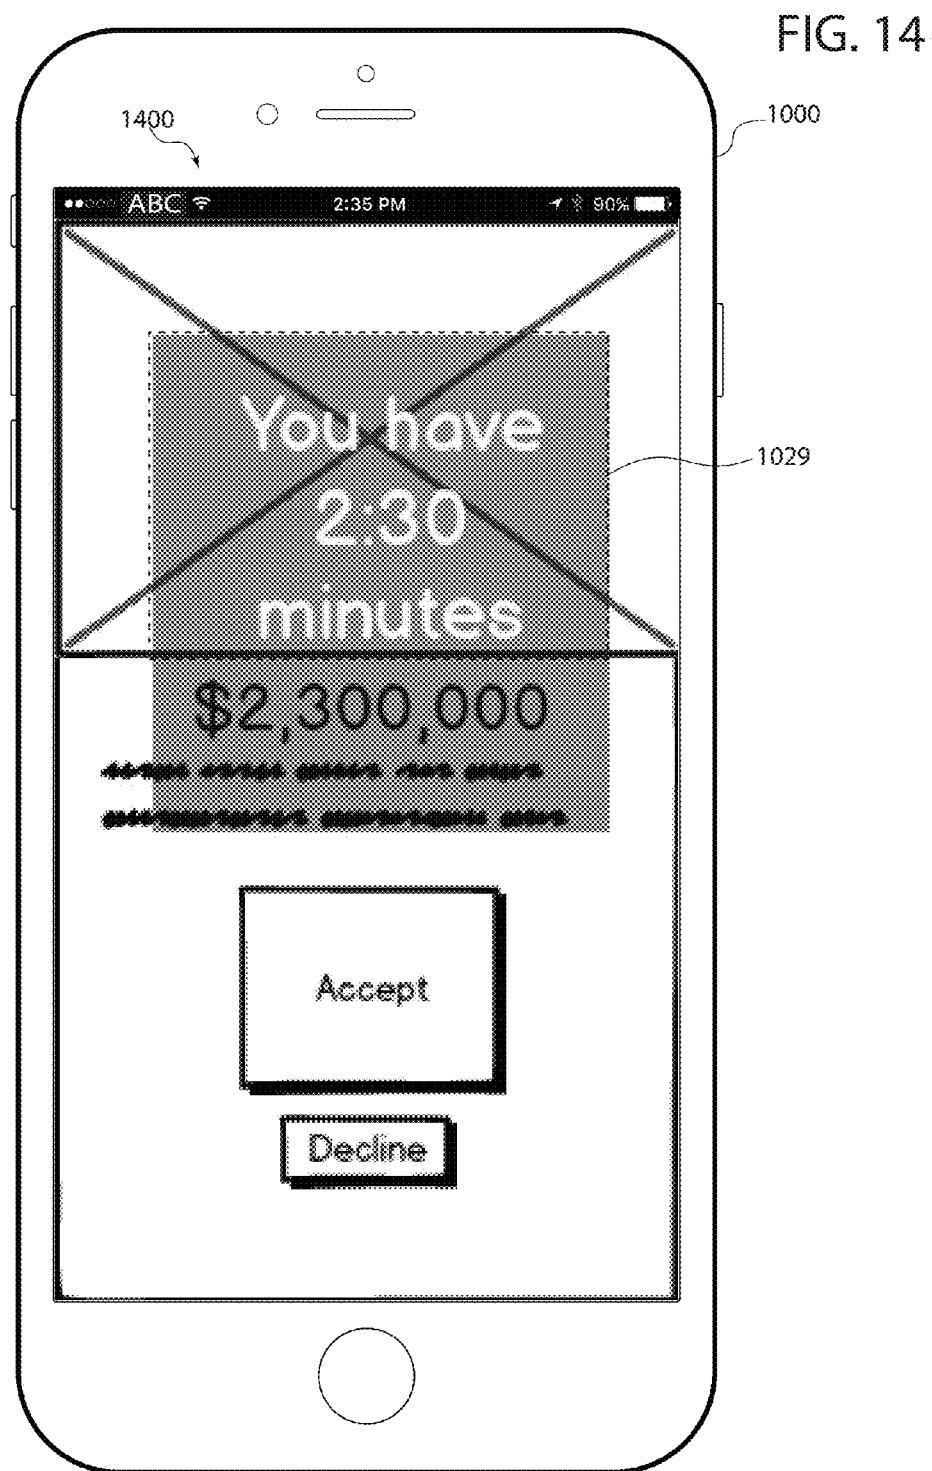 FIG. 14
1000
1400
ABC 2:35 PM 90%
You have
2:30
minutes
1029
$2,300,000
Accept
Decline